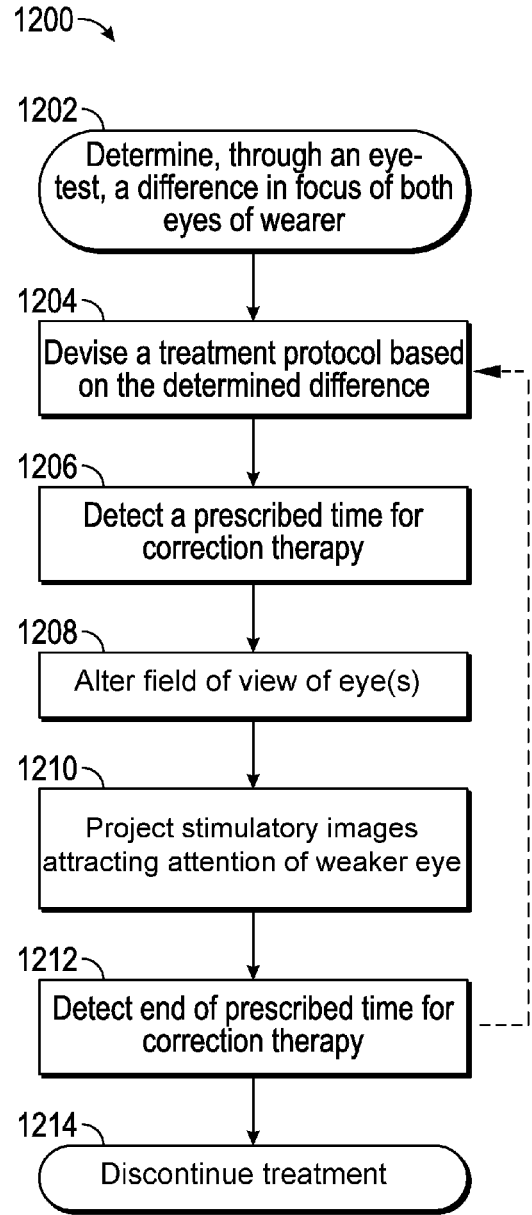 1200
1202
Determine, through an eye-
test, a difference in focus of both
eyes of wearer
1204
Devise a treatment protocol based
on the determined difference
1206
Detect a prescribed time for
correction therapy
1208
Alter field of view of eye(s)
1210
Project stimulatory images
attracting attention of weaker eye
1212
Detect end of prescribed time for
correction therapy
1214
Discontinue treatment